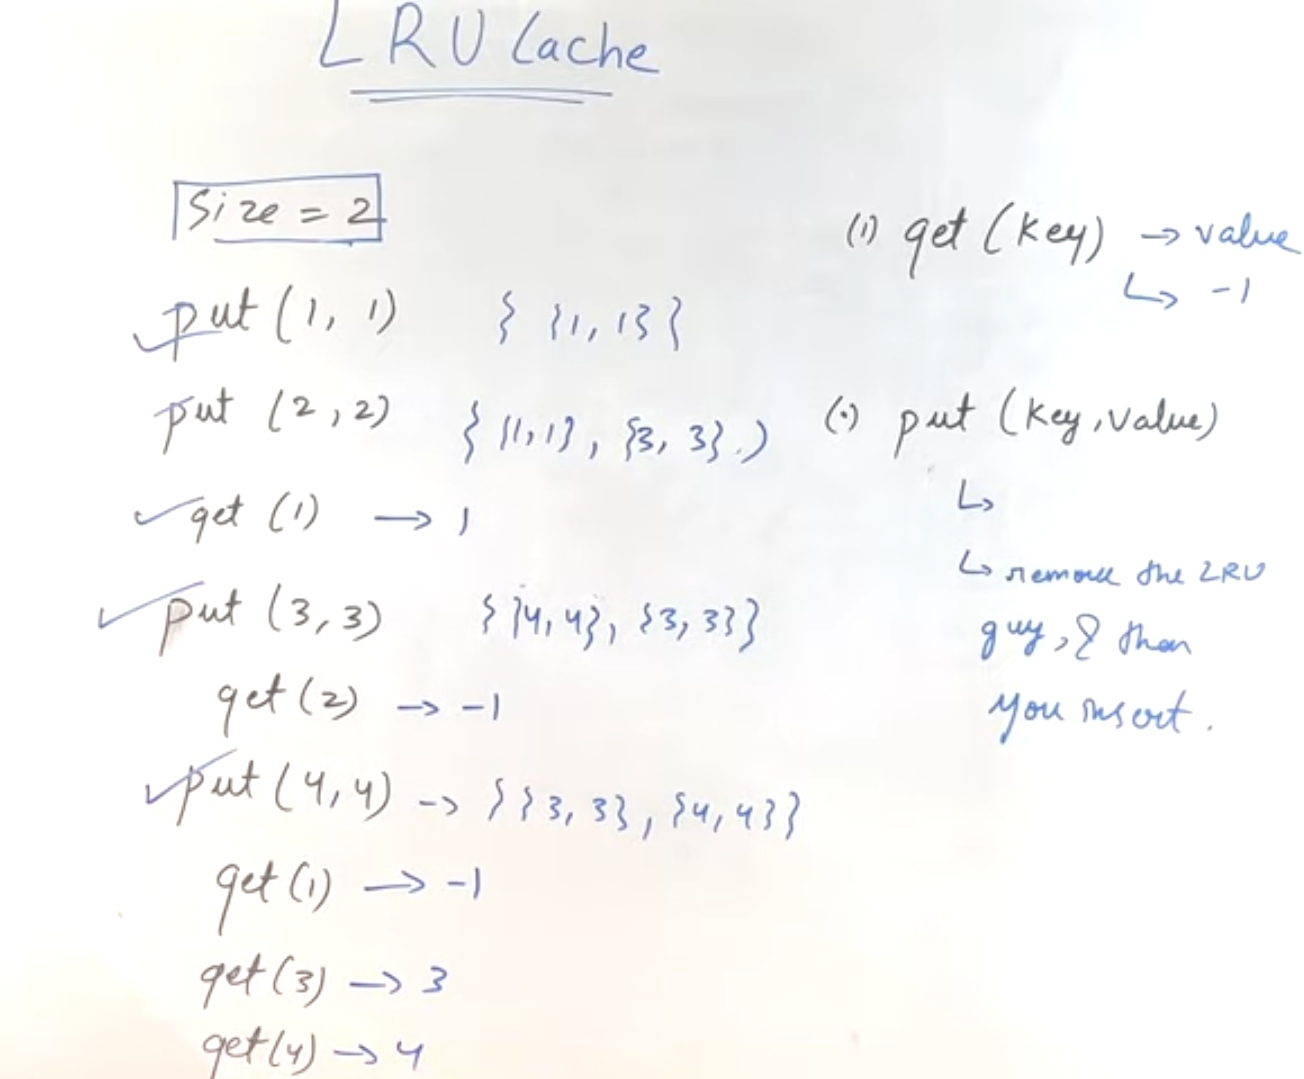 LRU Cache
Size = 2
put (1, 1) { {1, 1} {
put (2, 2) { {1, 1}, {3, 3} . )
get (1) → 1
put (3, 3) { {4, 4}, {3, 3} }
get (2) → -1
put (4, 4) -> { { 3, 3}, {4, 4} }
get (1) → -1
get (3) → 3
get (4) → 4
(1) get (key) → value
↳ -1
(•) put (key, value)
↳
↳ remove the LRU
guy, & then
you insert .